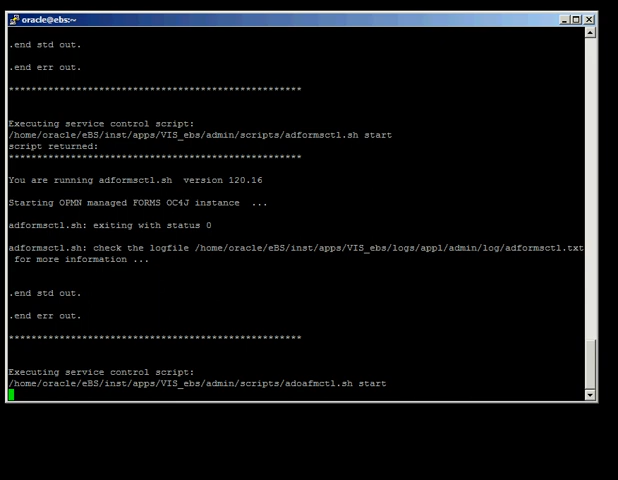 oracle@ebs:~
.end std out.
.end err out.
****************************************************
Executing service control script:
/home/oracle/eBS/inst/apps/VIS_ebs/admin/scripts/adformsctl.sh start
script returned:
****************************************************
You are running adformsctl.sh  version 120.16
Starting OPMN managed FORMS OC4J instance  ...
adformsctl.sh: exiting with status 0
adformsctl.sh: check the logfile /home/oracle/eBS/inst/apps/VIS_ebs/logs/appl/admin/log/adformsctl.txt
for more information ...
.end std out.
.end err out.
****************************************************
Executing service control script:
/home/oracle/eBS/inst/apps/VIS_ebs/admin/scripts/adoafmctl.sh start